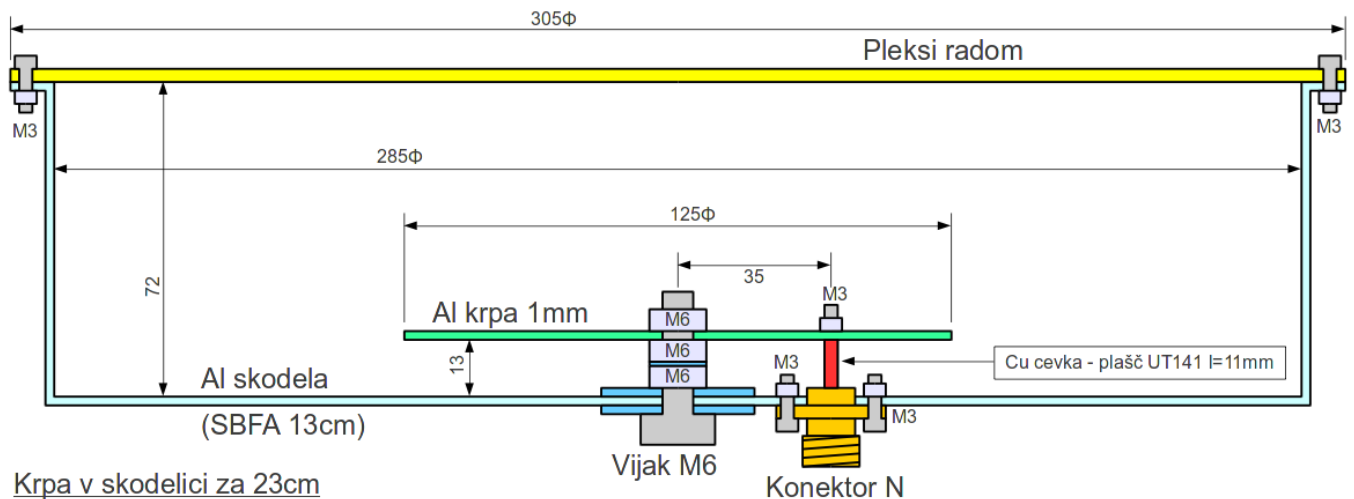 305Φ
Pleksi radom
M3
M3
285Φ
125Φ
72
35
M3
Al krpa 1mm
M6
M6
M6
13
M3
Cu cevka - plašč UT141 l=11mm
Al skodela
(SBFA 13cm)
M3
Vijak M6
Konektor N
Krpa v skodelici za 23cm